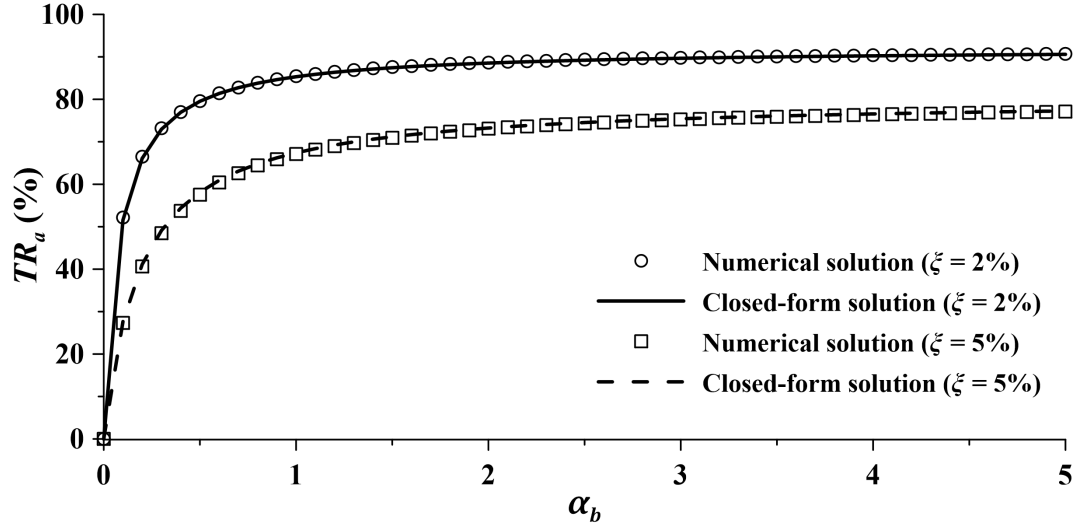 100
80
60
40
20
0
TRₐ (%)
Numerical solution (ξ = 2%)
Closed-form solution (ξ = 2%)
Numerical solution (ξ = 5%)
Closed-form solution (ξ = 5%)
0 1 2 3 4 5
α_b